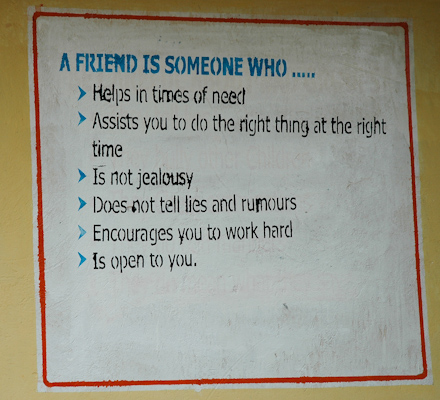 A FRIEND IS SOMEONE WHO .....
Helps in times of need
Assists you to do the right thing at the right
time
Is not jealousy
Does not tell lies and rumours
Encourages you to work hard
Is open to you.